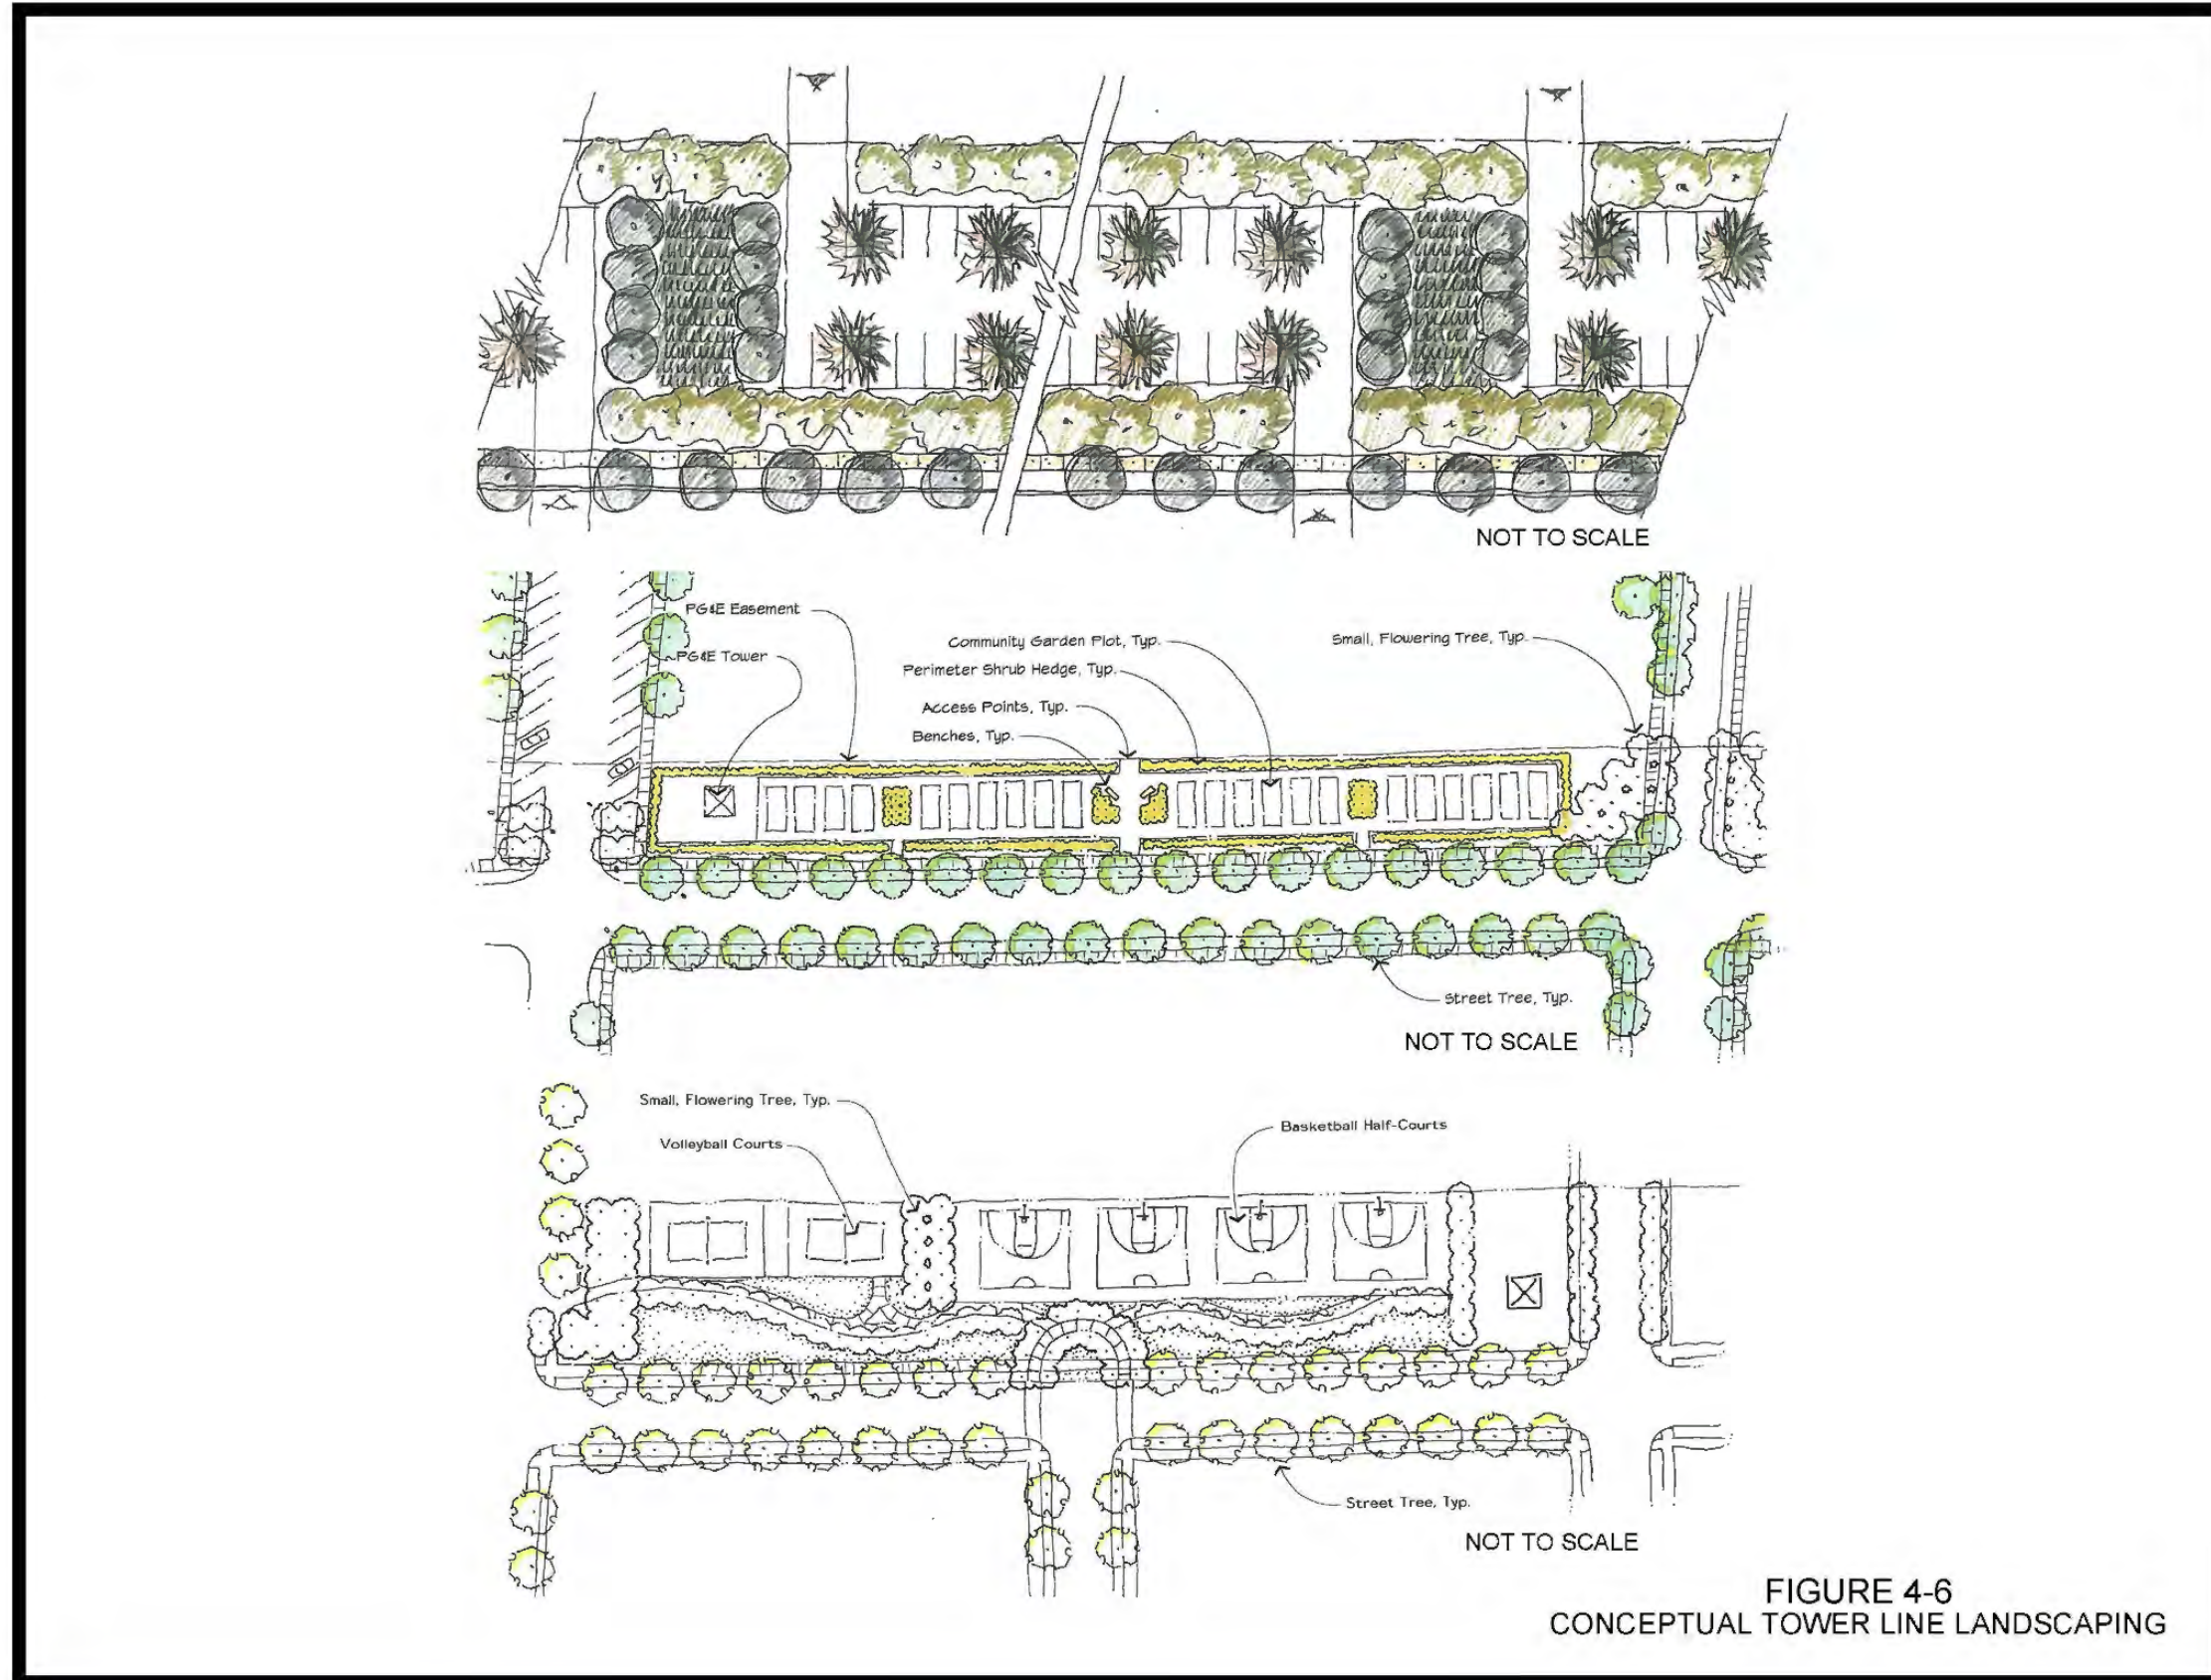 NOT TO SCALE
PG&E Easement
Community Garden Plot, Typ.
Small, Flowering Tree, Typ.
PG&E Tower
Perimeter Shrub Hedge, Typ.
Access Points, Typ.
Benches, Typ.
Street Tree, Typ.
NOT TO SCALE
Small, Flowering Tree, Typ.
Volleyball Courts
Basketball Half-Courts
Street Tree, Typ.
NOT TO SCALE
FIGURE 4-6
CONCEPTUAL TOWER LINE LANDSCAPING